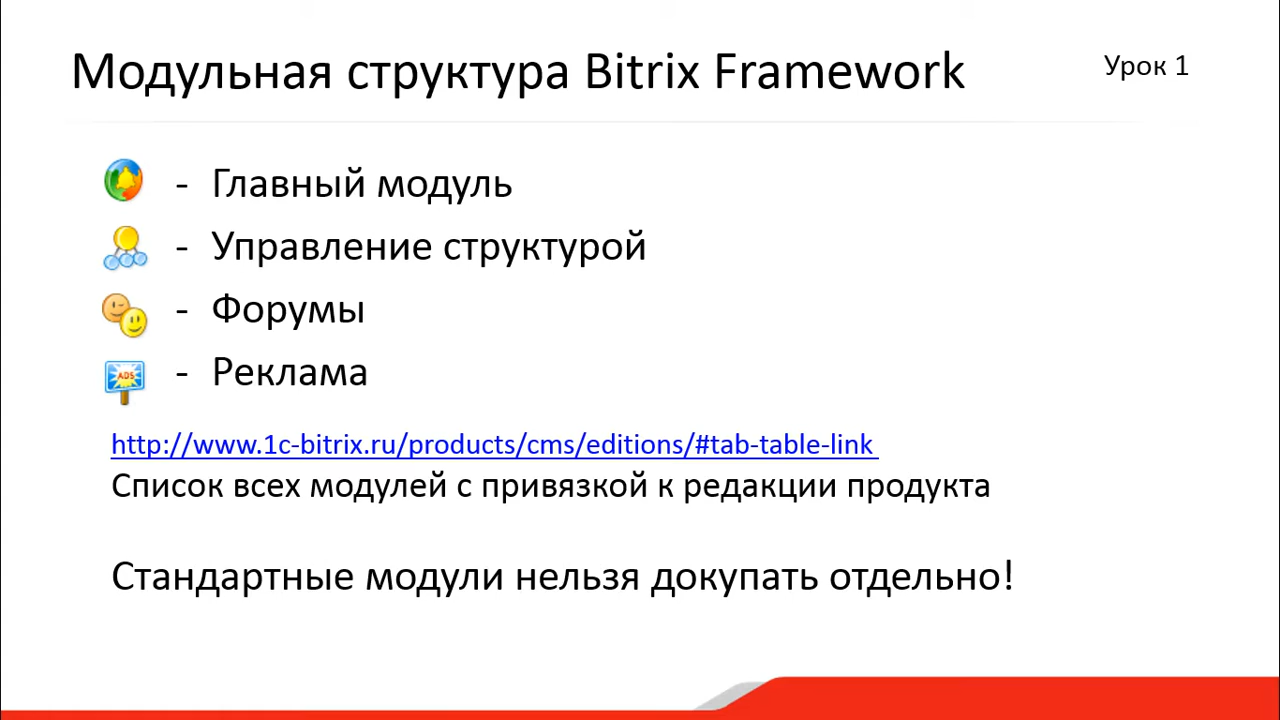 Модульная структура Bitrix Framework
Урок 1
- Главный модуль
- Управление структурой
- Форумы
ADS
- Реклама
http://www.1c-bitrix.ru/products/cms/editions/#tab-table-link
Список всех модулей с привязкой к редакции продукта
Стандартные модули нельзя докупать отдельно!